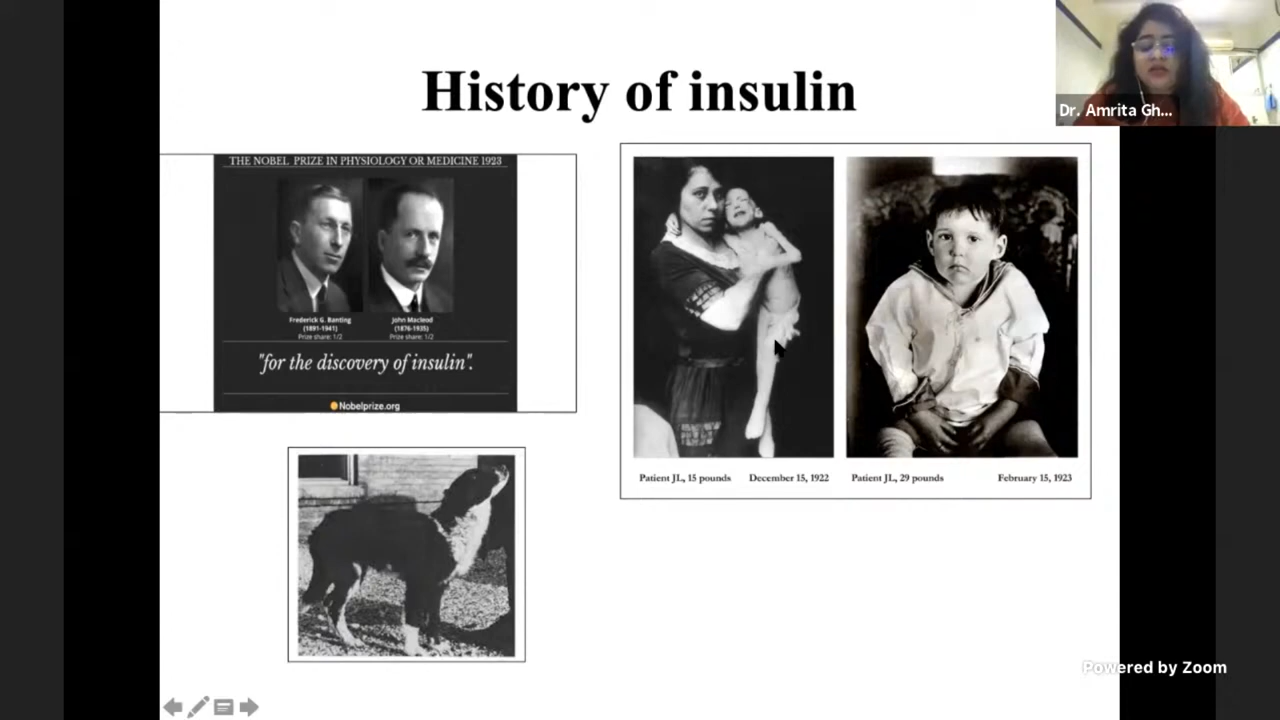 History of insulin
Dr. Amrita Gh...
THE NOBEL PRIZE IN PHYSIOLOGY OR MEDICINE 1923
Frederick G. Banting
(1891-1941)
Prize share: 1/2
John Macleod
(1876-1935)
Prize share: 1/2
"for the discovery of insulin".
Nobelprize.org
Patient JL, 15 pounds December 15, 1922
Patient JL, 29 pounds February 15, 1923
Powered by Zoom